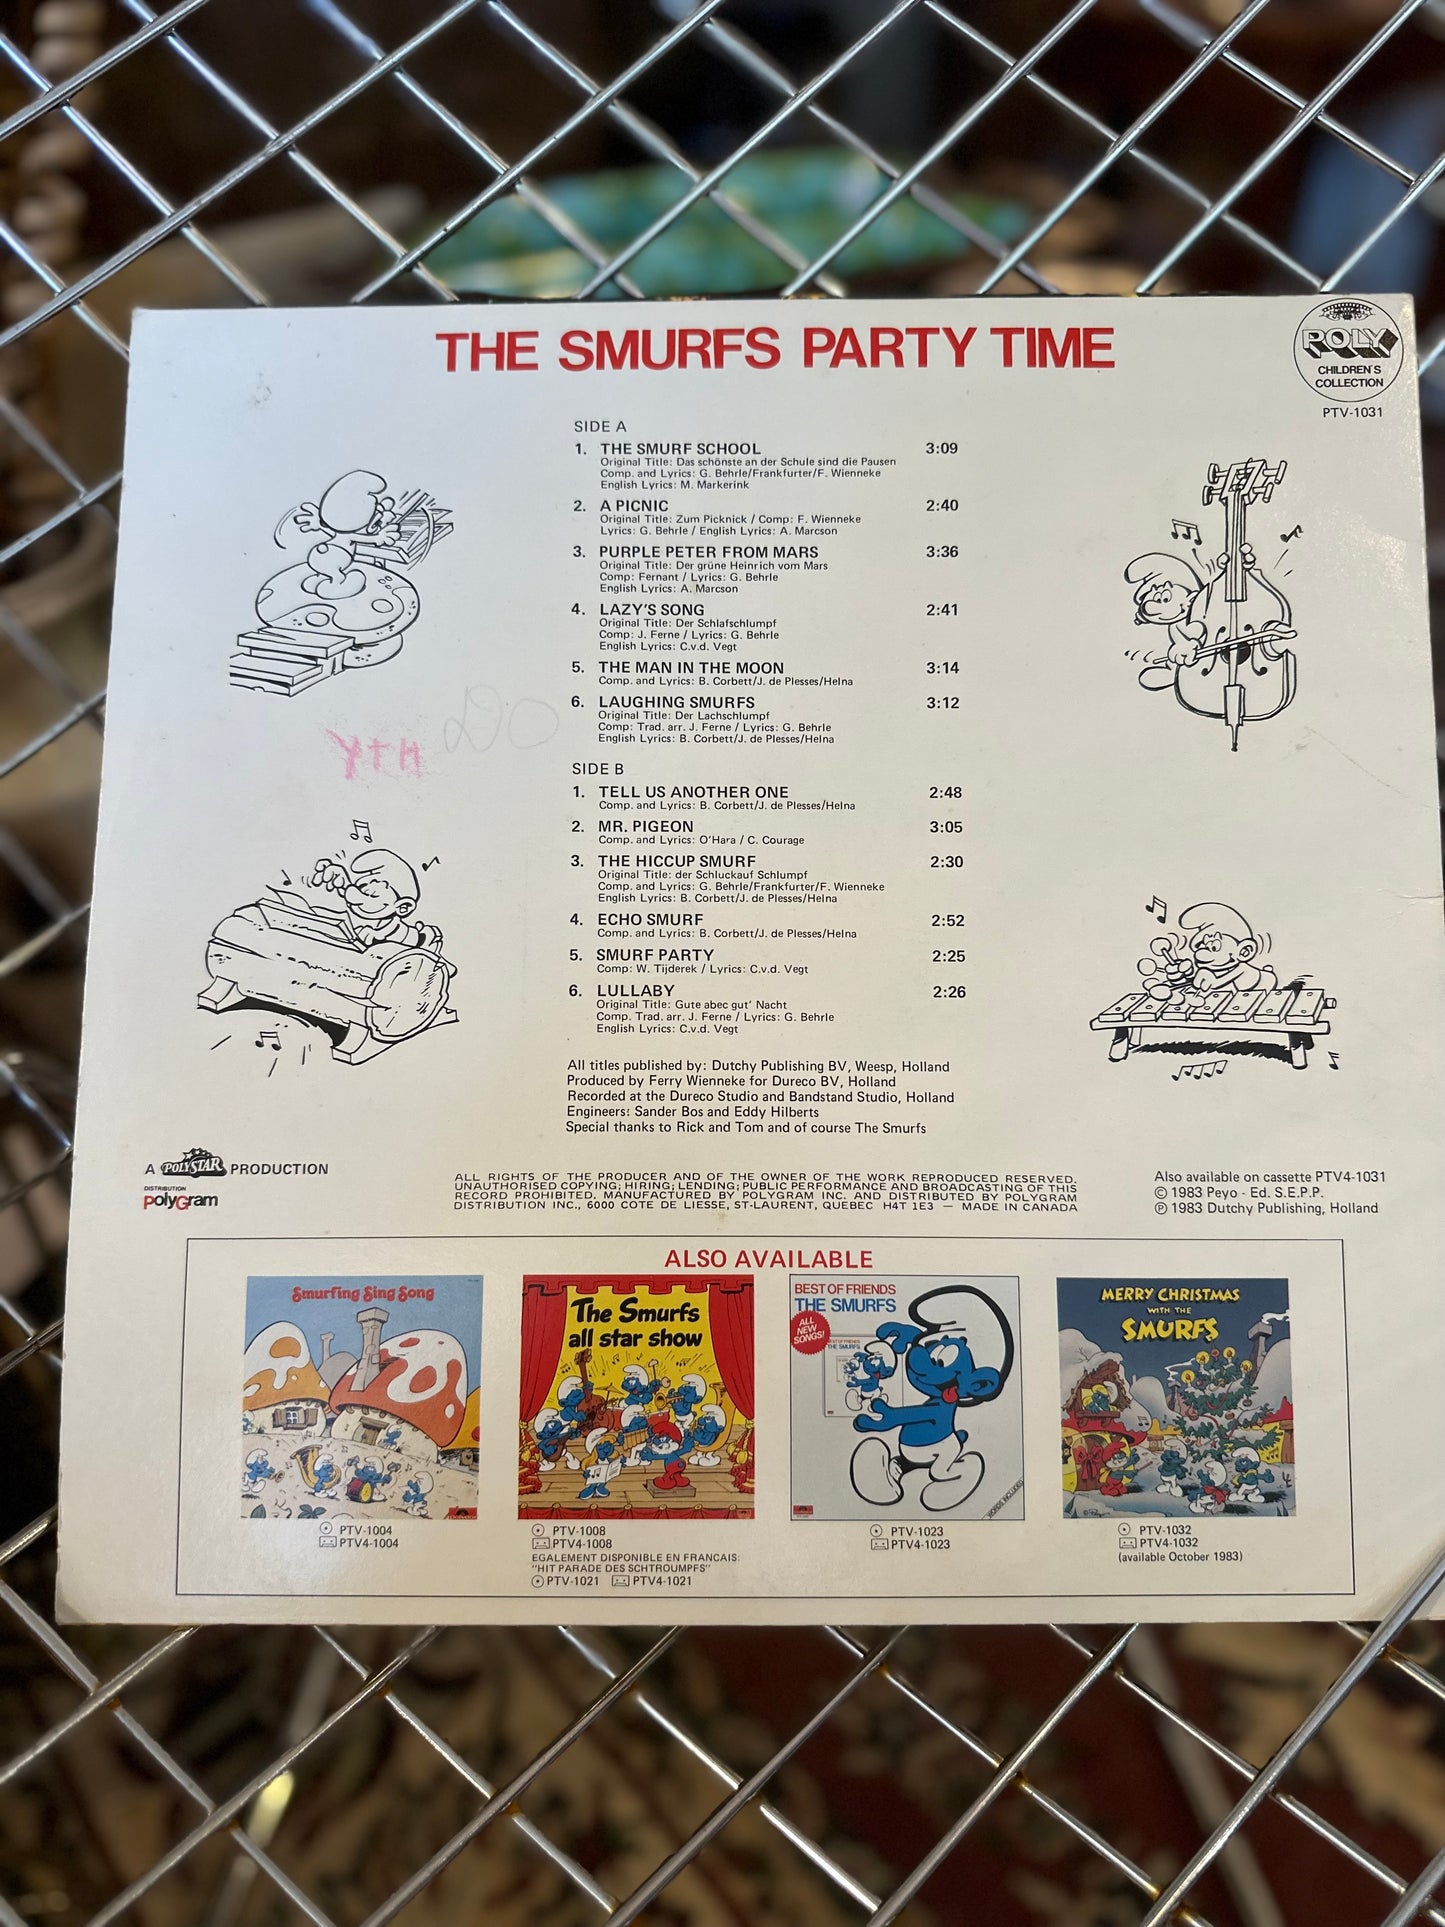 THE SMURFS PARTY TIME
POLY
CHILDREN'S
COLLECTION
PTV-1031
SIDE A
1. THE SMURF SCHOOL 3:09
Original Title: Das schönste an der Schule sind die Pausen
Comp. and Lyrics: G. Behrle/Frankfurter/F. Wienneke
English Lyrics: M. Markerink
2. A PICNIC 2:40
Original Title: Zum Picknick / Comp: F. Wienneke
Lyrics: G. Behrle / English Lyrics: A. Marcson
3. PURPLE PETER FROM MARS 3:36
Original Title: Der grüne Heinrich vom Mars
Comp: Fernant / Lyrics: G. Behrle
English Lyrics: A. Marcson
4. LAZY'S SONG 2:41
Original Title: Der Schlafschlumpf
Comp: J. Ferne / Lyrics: G. Behrle
English Lyrics: C.v.d. Vegt
5. THE MAN IN THE MOON 3:14
Comp. and Lyrics: B. Corbett/J. de Plesses/Helna
6. LAUGHING SMURFS 3:12
Original Title: Der Lachschlumpf
Comp: Trad. arr. J. Ferne / Lyrics: G. Behrle
English Lyrics: B. Corbett/J. de Plesses/Helna
SIDE B
1. TELL US ANOTHER ONE 2:48
Comp. and Lyrics: B. Corbett/J. de Plesses/Helna
2. MR. PIGEON 3:05
Comp. and Lyrics: O'Hara / C. Courage
3. THE HICCUP SMURF 2:30
Original Title: der Schluckauf Schlumpf
Comp. and Lyrics: G. Behrle/Frankfurter/F. Wienneke
English Lyrics: B. Corbett/J. de Plesses/Helna
4. ECHO SMURF 2:52
Comp. and Lyrics: B. Corbett/J. de Plesses/Helna
5. SMURF PARTY 2:25
Comp: W. Tijderek / Lyrics: C.v.d. Vegt
6. LULLABY 2:26
Original Title: Gute abec gut' Nacht
Comp. Trad. arr. J. Ferne / Lyrics: G. Behrle
English Lyrics: C.v.d. Vegt
All titles published by: Dutchy Publishing BV, Weesp, Holland
Produced by Ferry Wienneke for Dureco BV, Holland
Recorded at the Dureco Studio and Bandstand Studio, Holland
Engineers: Sander Bos and Eddy Hilberts
Special thanks to Rick and Tom and of course The Smurfs
A POLYSTAR PRODUCTION
DISTRIBUTION
polyGram
ALL RIGHTS OF THE PRODUCER AND OF THE OWNER OF THE WORK REPRODUCED RESERVED.
UNAUTHORISED COPYING; HIRING; LENDING; PUBLIC PERFORMANCE AND BROADCASTING OF THIS
RECORD PROHIBITED. MANUFACTURED BY POLYGRAM INC. AND DISTRIBUTED BY POLYGRAM
DISTRIBUTION INC., 6000 COTE DE LIESSE, ST-LAURENT, QUEBEC H4T 1E3 — MADE IN CANADA
Also available on cassette PTV4-1031
© 1983 Peyo - Ed. S.E.P.P.
℗ 1983 Dutchy Publishing, Holland
ALSO AVAILABLE
Smurfing Sing Song
The Smurfs
all star show
BEST OF FRIENDS
THE SMURFS
ALL
NEW
SONGS!
BEST OF FRIENDS
THE SMURFS
WORDS INCLUDED
MERRY CHRISTMAS
WITH THE
SMURFS
PTV-1004
PTV4-1004
PTV-1008
PTV4-1008
EGALEMENT DISPONIBLE EN FRANCAIS:
"HIT PARADE DES SCHTROUMPFS"
PTV-1021 PTV4-1021
PTV-1023
PTV4-1023
PTV-1032
PTV4-1032
(available October 1983)